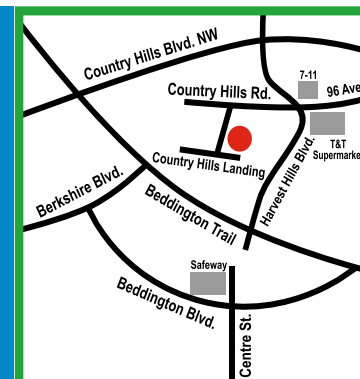 Country Hills Blvd. NW
7-11
Country Hills Rd.
96 Ave
T&T
Supermarke
Country Hills Landing
Harvest Hills Blvd.
Berkshire Blvd.
Beddington Trail
Safeway
Beddington Blvd.
Centre St.